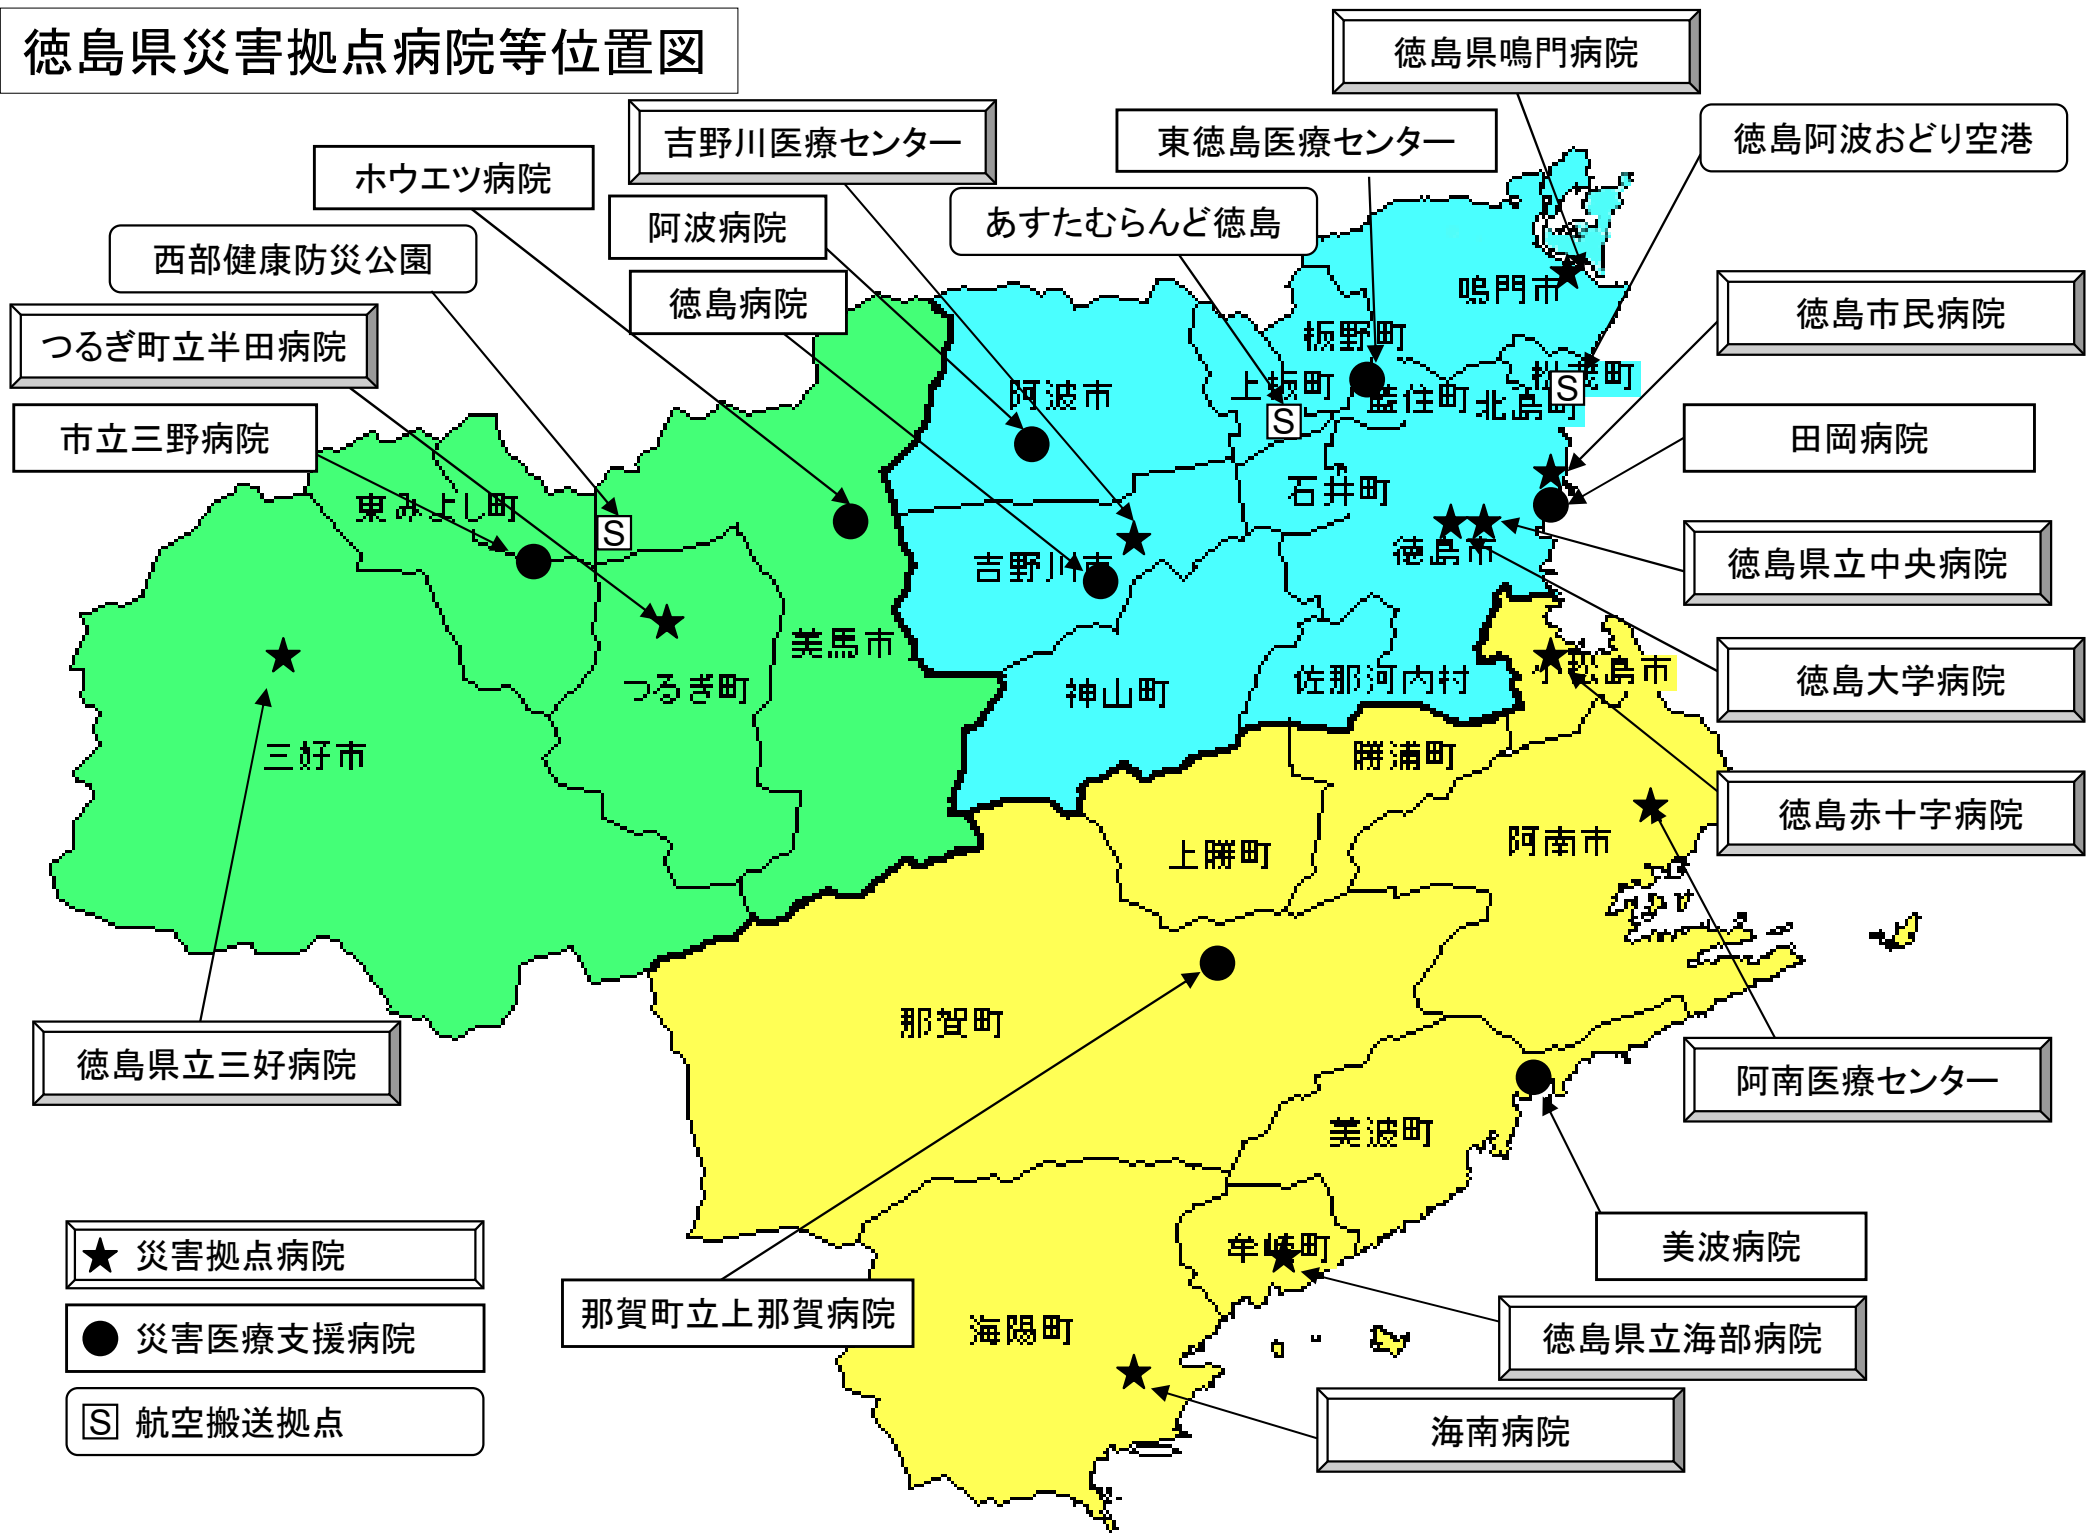 徳島県災害拠点病院等位置図
徳島県鳴門病院
吉野川医療センター
東徳島医療センター
徳島阿波おどり空港
ホウエツ病院
阿波病院
あすたむらんど徳島
西部健康防災公園
徳島病院
鳴門市
徳島市民病院
つるぎ町立半田病院
板野町
松茂町
S
阿波市
上板町
藍住町
北島町
S
市立三野病院
田岡病院
東みよし町
石井町
S
吉野川市
徳島市
徳島県立中央病院
美馬市
つるぎ町
神山町
佐那河内村
小松島市
徳島大学病院
三好市
勝浦町
徳島赤十字病院
上勝町
阿南市
那賀町
徳島県立三好病院
阿南医療センター
美波町
美波病院
牟岐町
★ 災害拠点病院
那賀町立上那賀病院
海陽町
徳島県立海部病院
● 災害医療支援病院
海南病院
S 航空搬送拠点